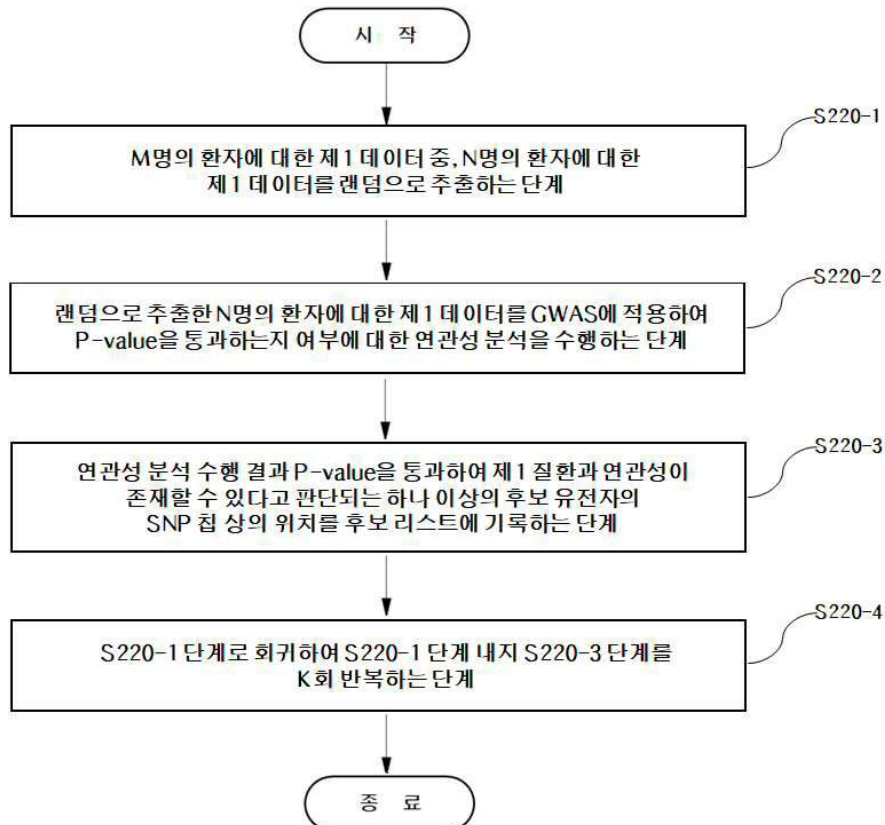 시 작
S220-1
M명의 환자에 대한 제1 데이터 중, N명의 환자에 대한
제1 데이터를 랜덤으로 추출하는 단계
S220-2
랜덤으로 추출한 N명의 환자에 대한 제1 데이터를 GWAS에 적용하여
P-value을 통과하는지 여부에 대한 연관성 분석을 수행하는 단계
S220-3
연관성 분석 수행 결과 P-value을 통과하여 제1 질환과 연관성이
존재할 수 있다고 판단되는 하나 이상의 후보 유전자의
SNP 칩 상의 위치를 후보 리스트에 기록하는 단계
S220-4
S220-1 단계로 회귀하여 S220-1 단계 내지 S220-3 단계를
K회 반복하는 단계
종 료